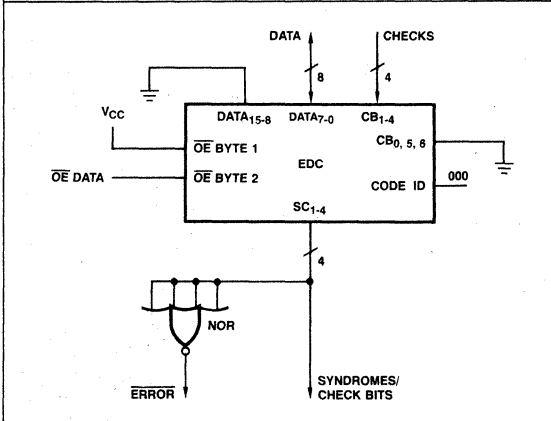 DATA
CHECKS
8
4
VCC
DATA15-8
DATA7-0
CB1-4
OE BYTE 1
CB0, 5, 6
EDC
OE DATA
OE BYTE 2
CODE ID
000
SC1-4
4
NOR
ERROR
SYNDROMES/
CHECK BITS